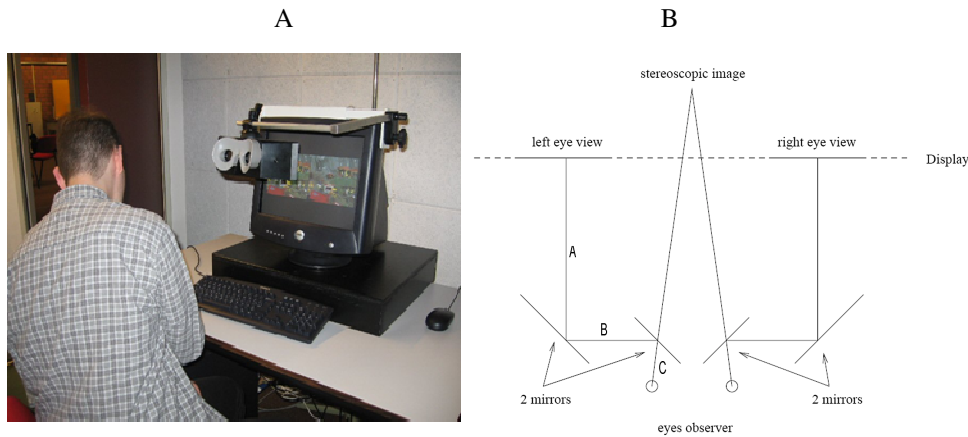 A
B
stereoscopic image
left eye view
right eye view
Display
A
B
C
2 mirrors
2 mirrors
eyes observer